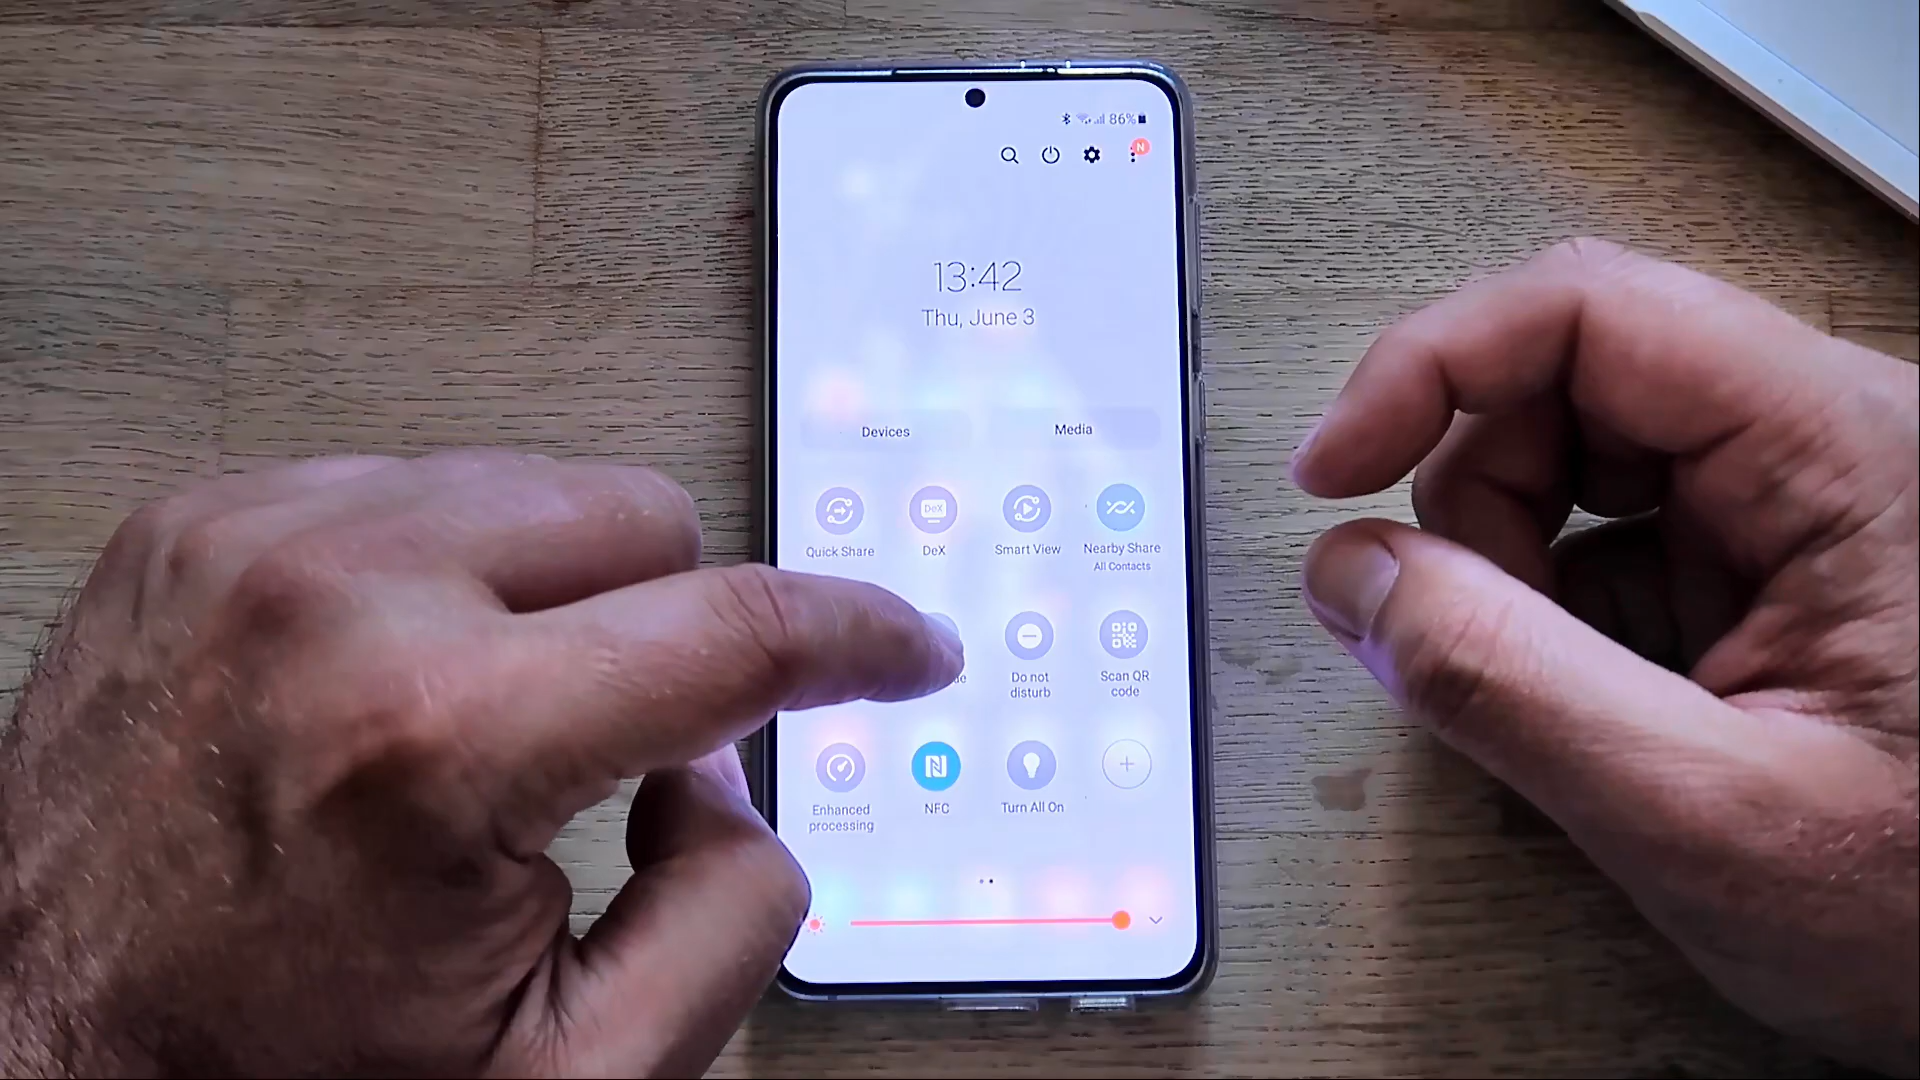 86%
N
13:42
Thu, June 3
Devices
Media
DeX
Quick Share
DeX
Smart View
Nearby Share
All Contacts
Do not
disturb
Scan QR
code
Enhanced
processing
NFC
Turn All On